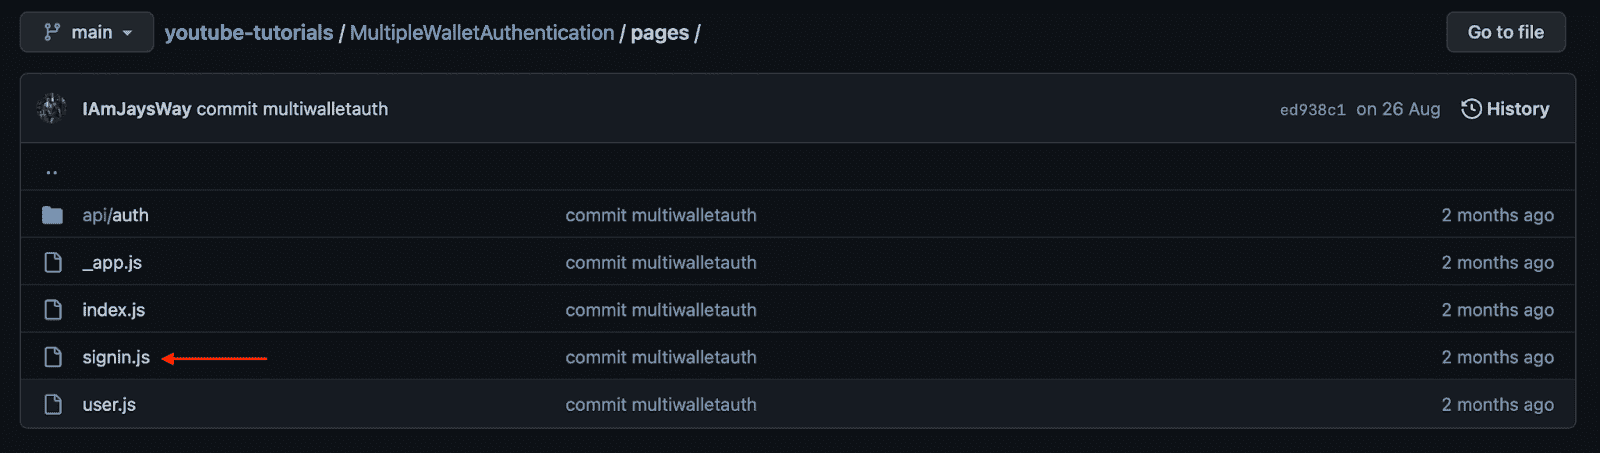 main youtube-tutorials / MultipleWalletAuthentication / pages / Go to file
IAmJaysWay commit multiwalletauth ed938c1 on 26 Aug History
..
api/auth commit multiwalletauth 2 months ago
_app.js commit multiwalletauth 2 months ago
index.js commit multiwalletauth 2 months ago
signin.js commit multiwalletauth 2 months ago
user.js commit multiwalletauth 2 months ago